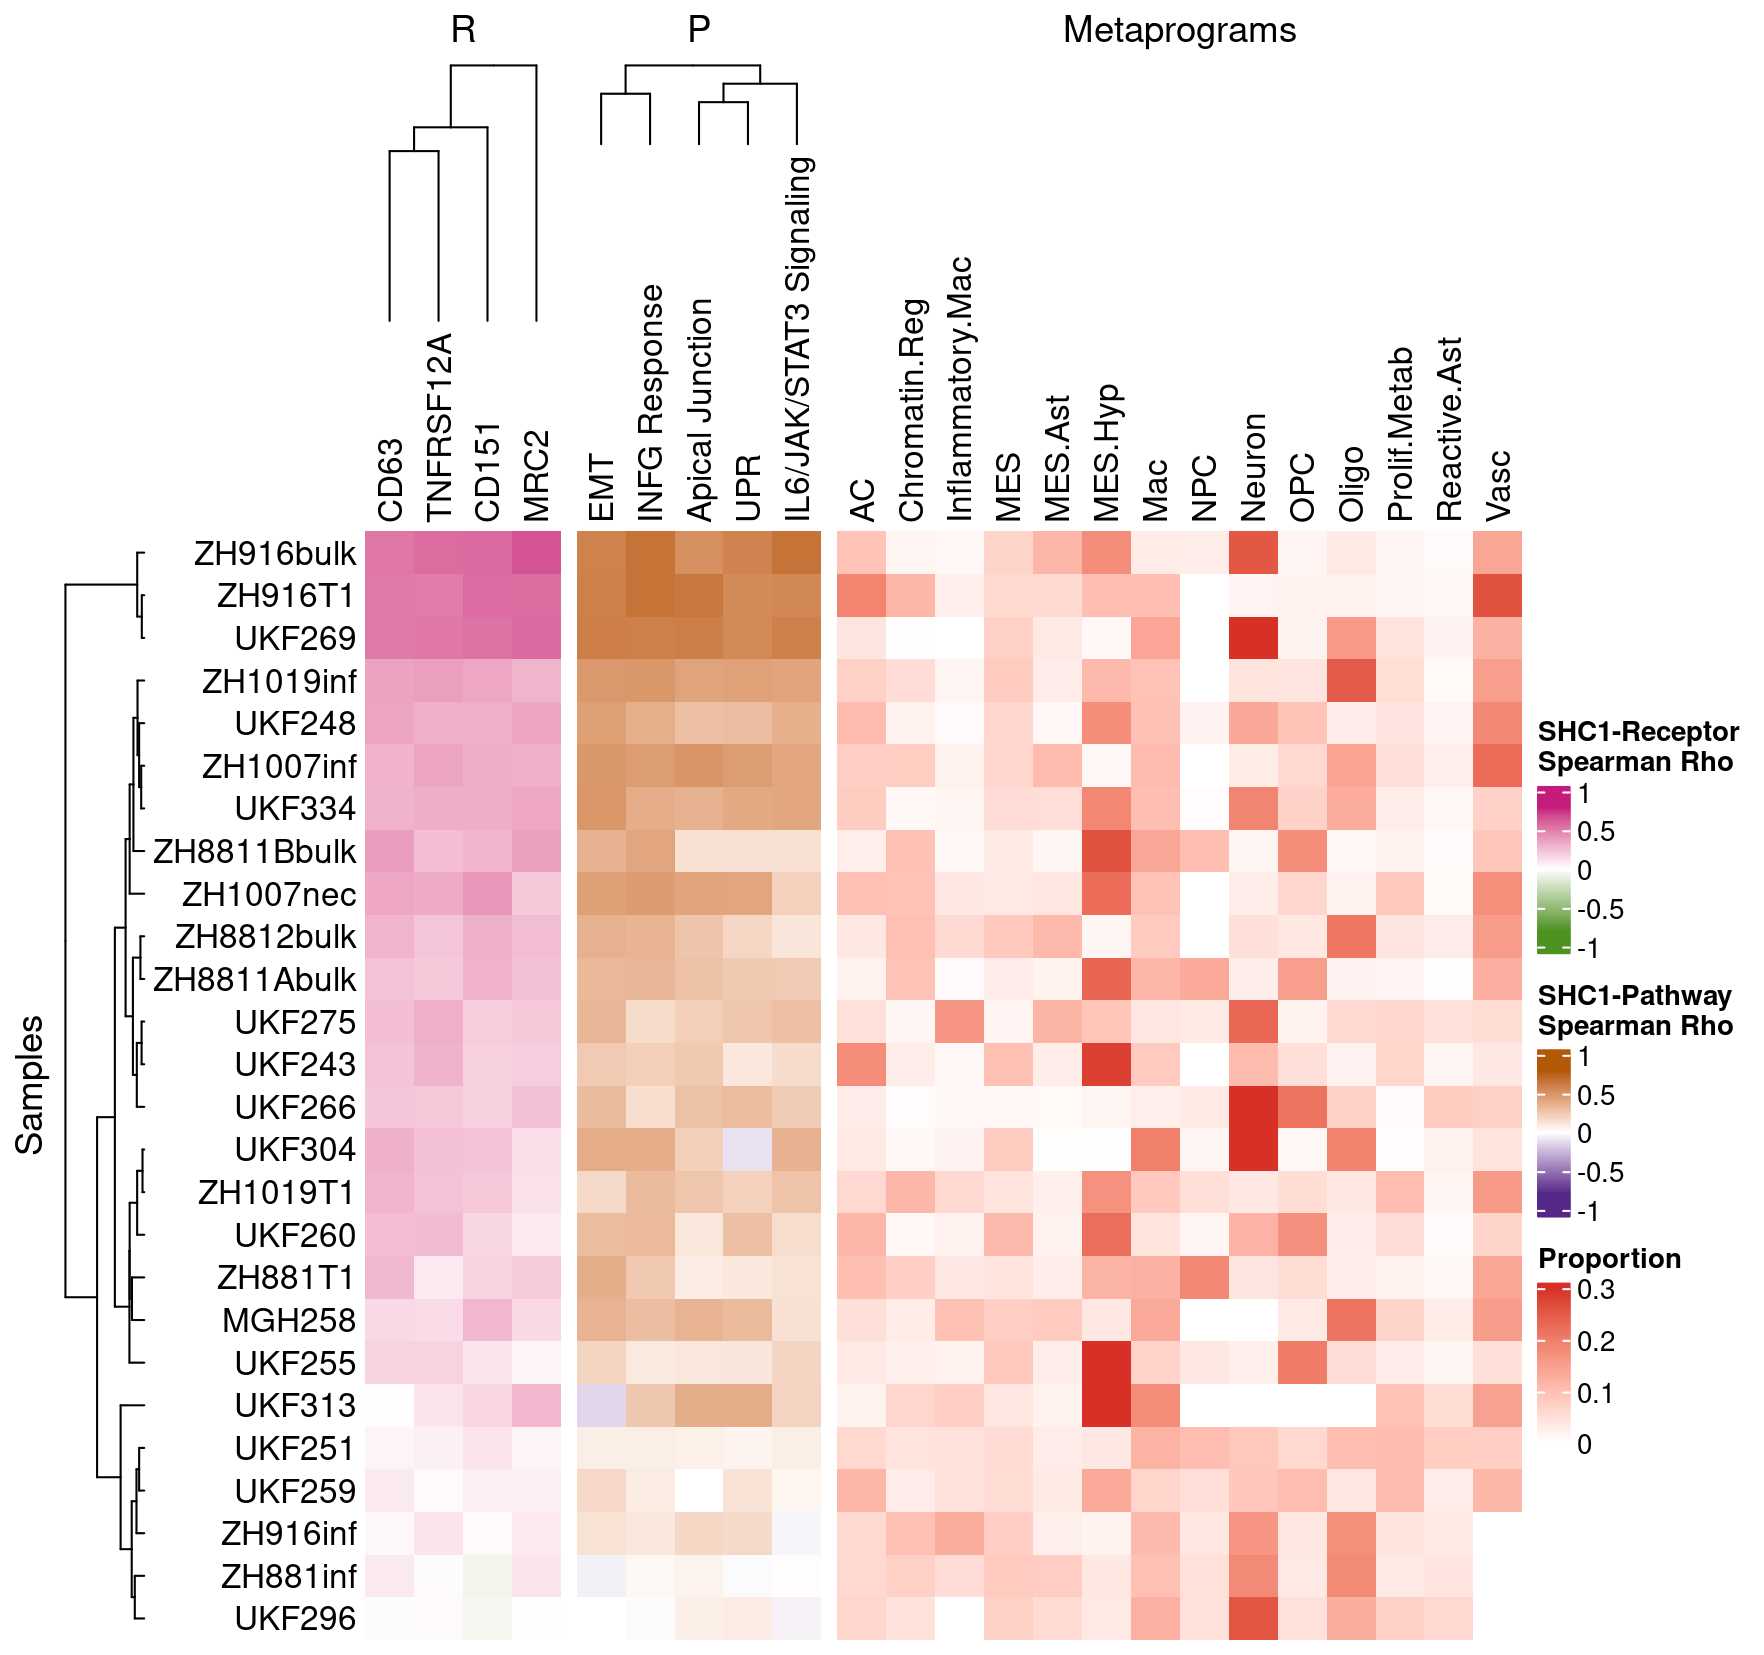 R
P
Metaprograms
CD63
TNFRSF12A
CD151
MRC2
EMT
INFG Response
Apical Junction
UPR
IL6/JAK/STAT3 Signaling
AC
Chromatin.Reg
Inflammatory.Mac
MES
MES.Ast
MES.Hyp
Mac
NPC
Neuron
OPC
Oligo
Prolif.Metab
Reactive.Ast
Vasc
Samples
ZH916bulk
ZH916T1
UKF269
ZH1019inf
UKF248
ZH1007inf
UKF334
ZH8811Bbulk
ZH1007nec
ZH8812bulk
ZH8811Abulk
UKF275
UKF243
UKF266
UKF304
ZH1019T1
UKF260
ZH881T1
MGH258
UKF255
UKF313
UKF251
UKF259
ZH916inf
ZH881inf
UKF296
SHC1-Receptor
Spearman Rho
1
0.5
0
-0.5
-1
SHC1-Pathway
Spearman Rho
1
0.5
0
-0.5
-1
Proportion
0.3
0.2
0.1
0